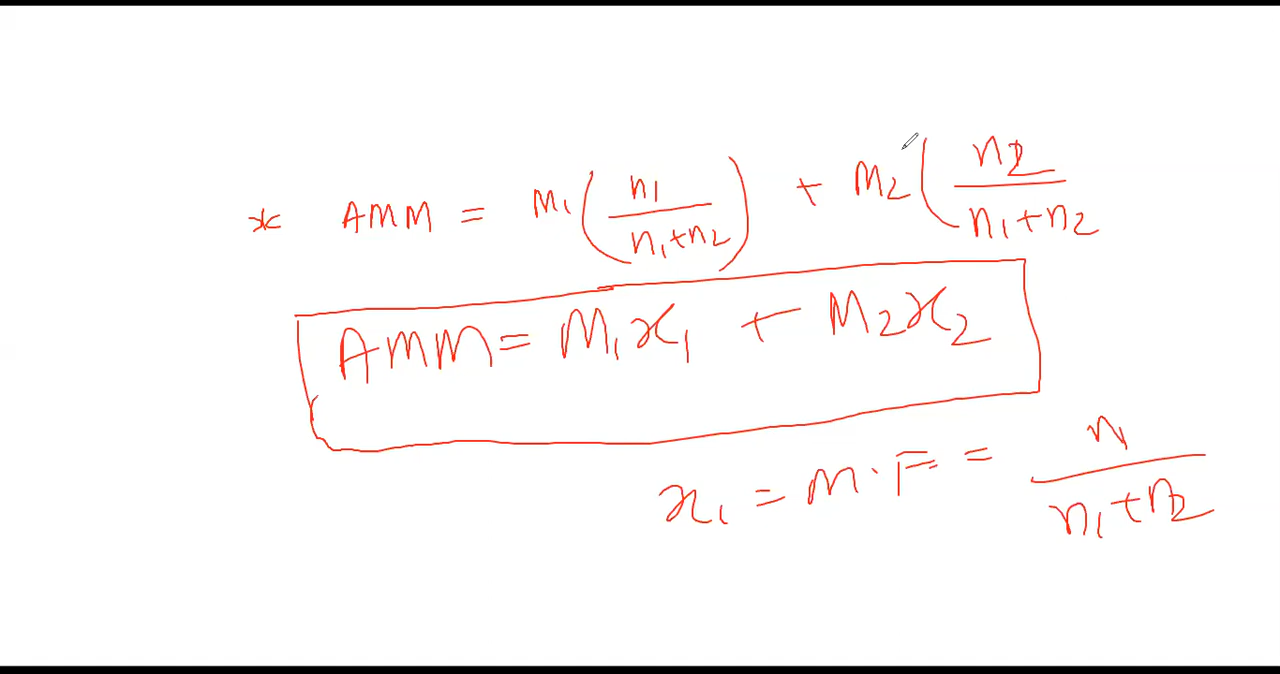 * AMM = M1 (n1/(n1+n2)) + M2 (n2/(n1+n2)
AMM = M1x1 + M2x2
x1 = M.F = n1/(n1+n2)